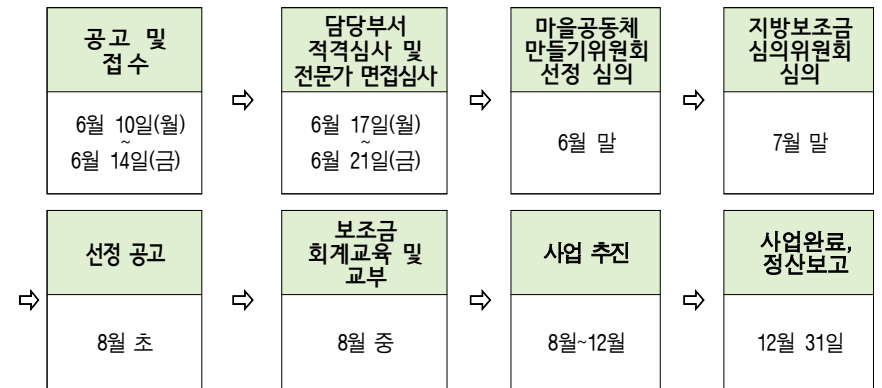 공고 및
접수
담당부서
적격심사 및
전문가 면접심사
마을공동체
만들기위원회
선정 심의
지방보조금
심의위원회
심의
6월 10일(월)
~
6월 14일(금)
⇨
6월 17일(월)
~
6월 21일(금)
⇨
6월 말
⇨
7월 말
⇨
선정 공고
보조금
회계교육 및
교부
사업 추진
사업완료,
정산보고
8월 초
⇨
8월 중
⇨
8월~12월
⇨
12월 31일